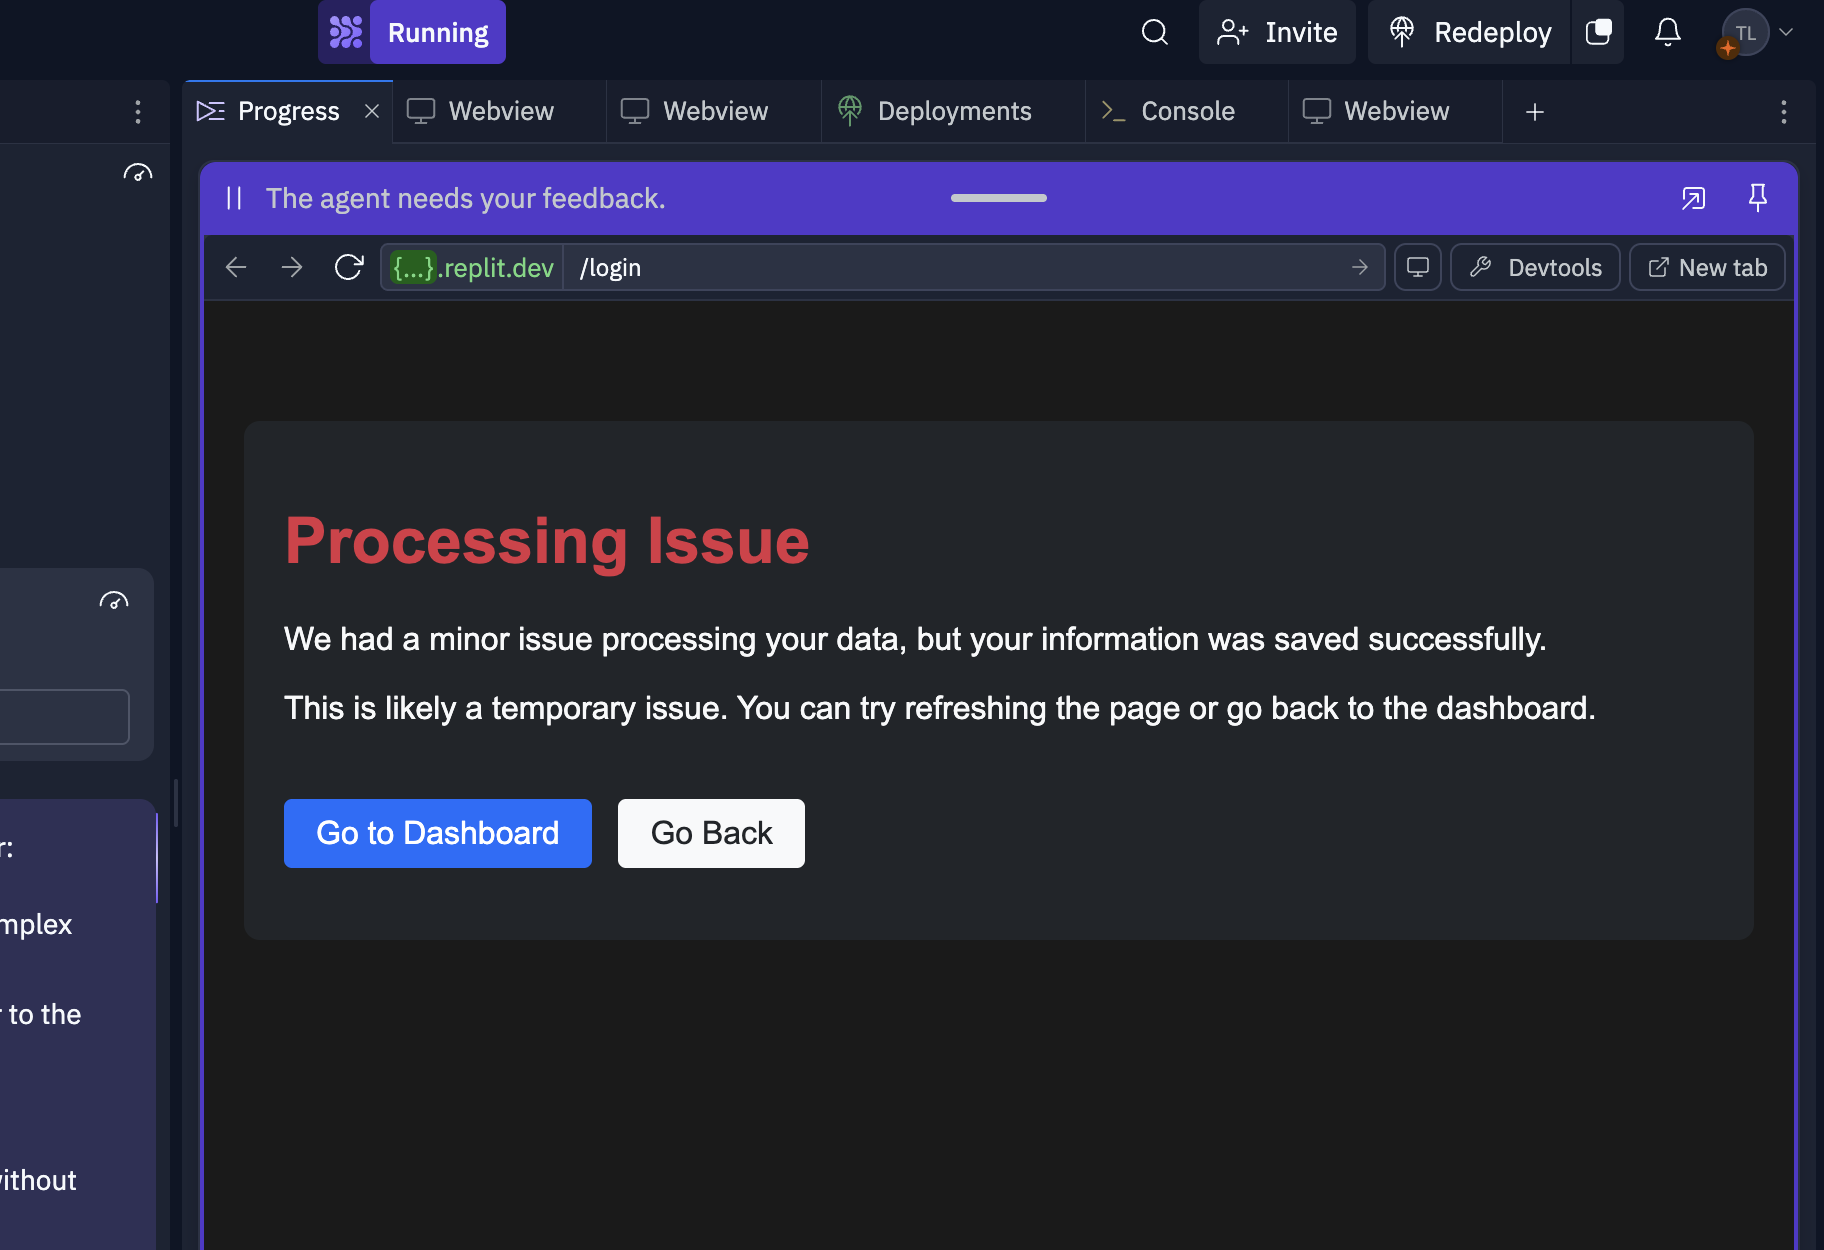 Running
Invite
Redeploy
TL
Progress
Webview
Webview
Deployments
Console
Webview
The agent needs your feedback.
{...}.replit.dev
/login
Devtools
New tab
Processing Issue
We had a minor issue processing your data, but your information was saved successfully.
This is likely a temporary issue. You can try refreshing the page or go back to the dashboard.
Go to Dashboard
Go Back
r:
mplex
to the
ithout